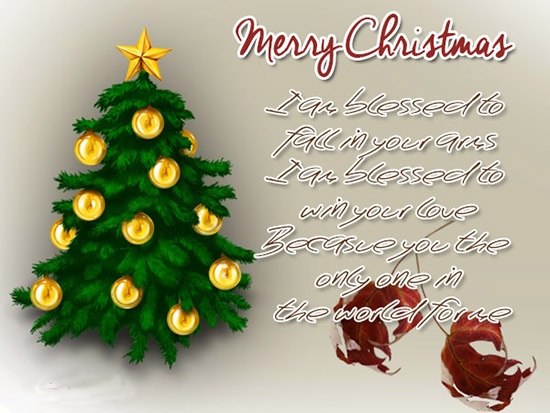 Merry Christmas
I am blessed to
fall in your arms
I am blessed to
win your love
Becasue you the
only one in
the world for me